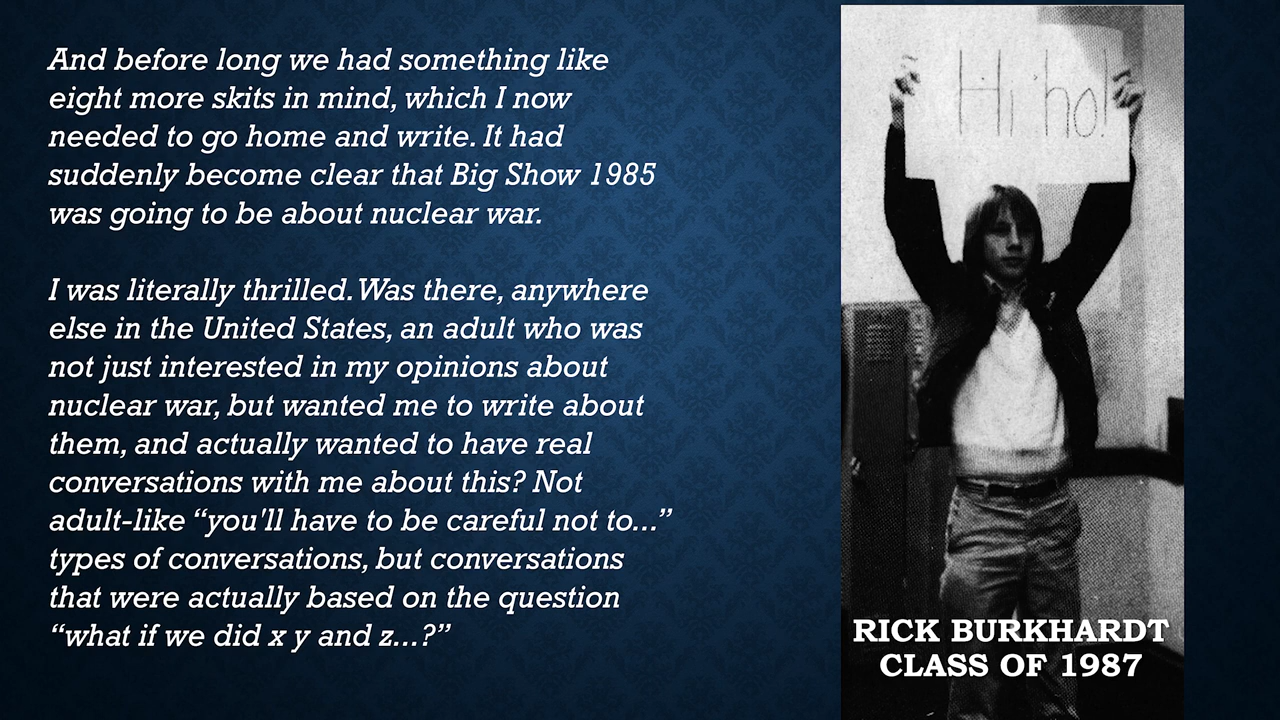 And before long we had something like
eight more skits in mind, which I now
needed to go home and write. It had
suddenly become clear that Big Show 1985
was going to be about nuclear war.
I was literally thrilled. Was there, anywhere
else in the United States, an adult who was
not just interested in my opinions about
nuclear war, but wanted me to write about
them, and actually wanted to have real
conversations with me about this? Not
adult-like “you'll have to be careful not to...”
types of conversations, but conversations
that were actually based on the question
“what if we did x y and z...?”
Hi ho!
RICK BURKHARDT
CLASS OF 1987